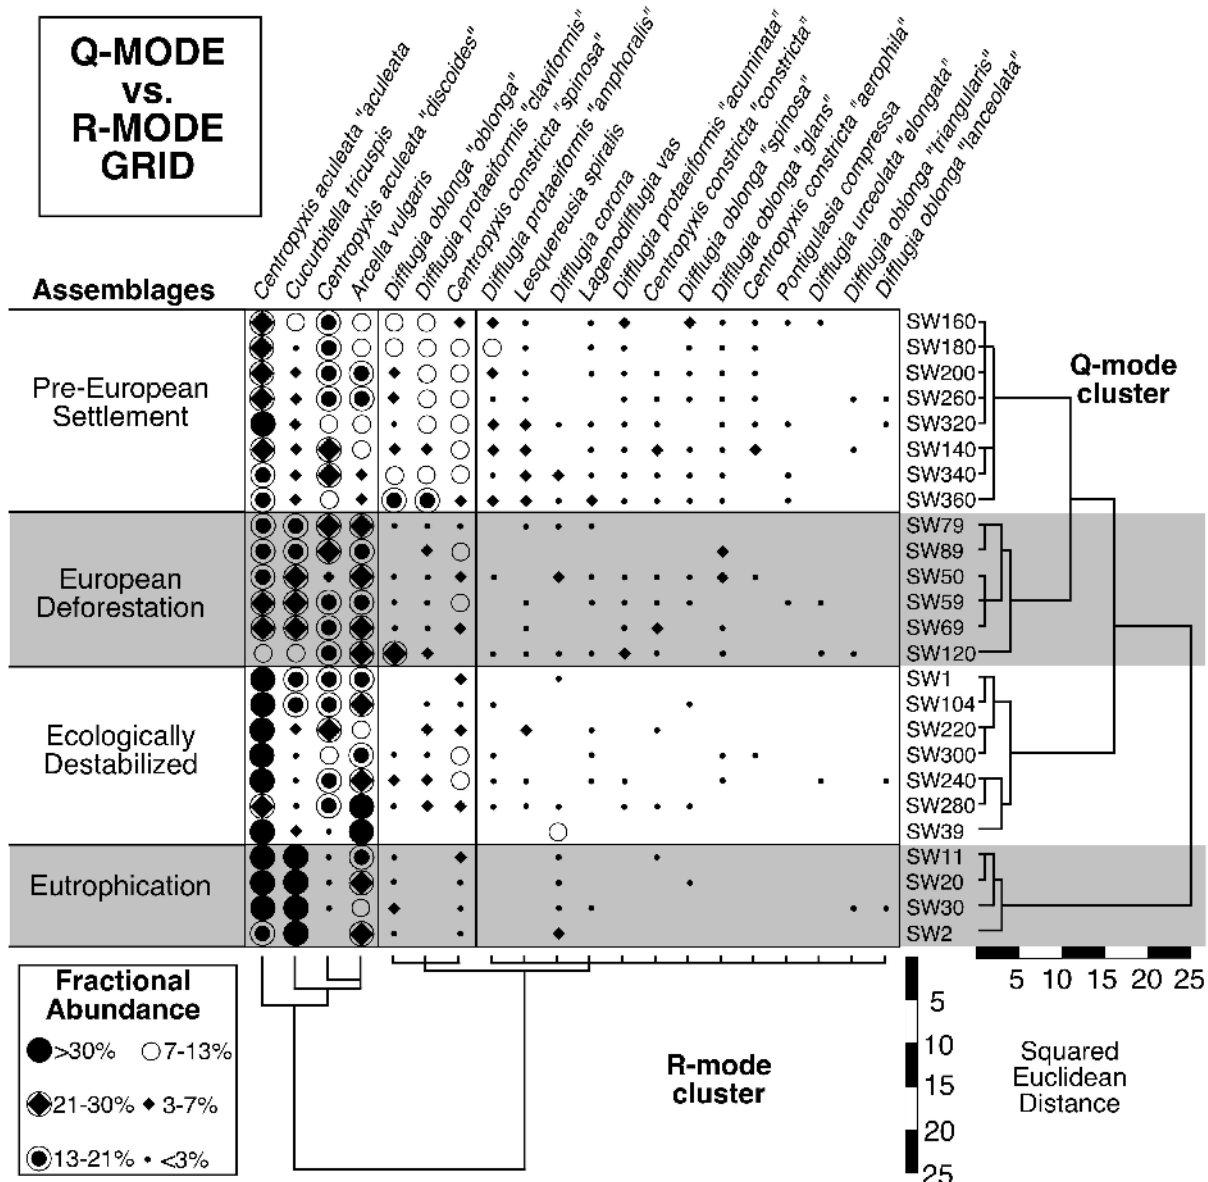 Q-MODE
vs.
R-MODE
GRID
Centropyxis aculeata "aculeata
Cucurbitella tricuspis
Centropyxis aculeata "discoides"
Arcella vulgaris
Difflugia oblonga "oblonga"
Difflugia protaeiformis "claviformis"
Centropyxis constricta "spinosa"
Difflugia protaeiformis "amphoralis"
Lesquereusia spiralis
Difflugia corona
Lagenodifflugia vas
Difflugia protaeiformis "acuminata"
Centropyxis constricta "constricta"
Difflugia oblonga "spinosa"
Difflugia oblonga "glans"
Centropyxis constricta "aerophila"
Pontigulasia compressa
Difflugia urceolata "elongata"
Difflugia oblonga "triangularis"
Difflugia oblonga "lanceolata"
Assemblages
Pre-European
Settlement
European
Deforestation
Ecologically
Destabilized
Eutrophication
SW160
SW180
SW200
SW260
SW320
SW140
SW340
SW360
SW79
SW89
SW50
SW59
SW69
SW120
SW1
SW104
SW220
SW300
SW240
SW280
SW39
SW11
SW20
SW30
SW2
Q-mode
cluster
5 10 15 20 25
Squared
Euclidean
Distance
Fractional
Abundance
>30% 7-13%
21-30% 3-7%
13-21% <3%
R-mode
cluster
5
10
15
20
25